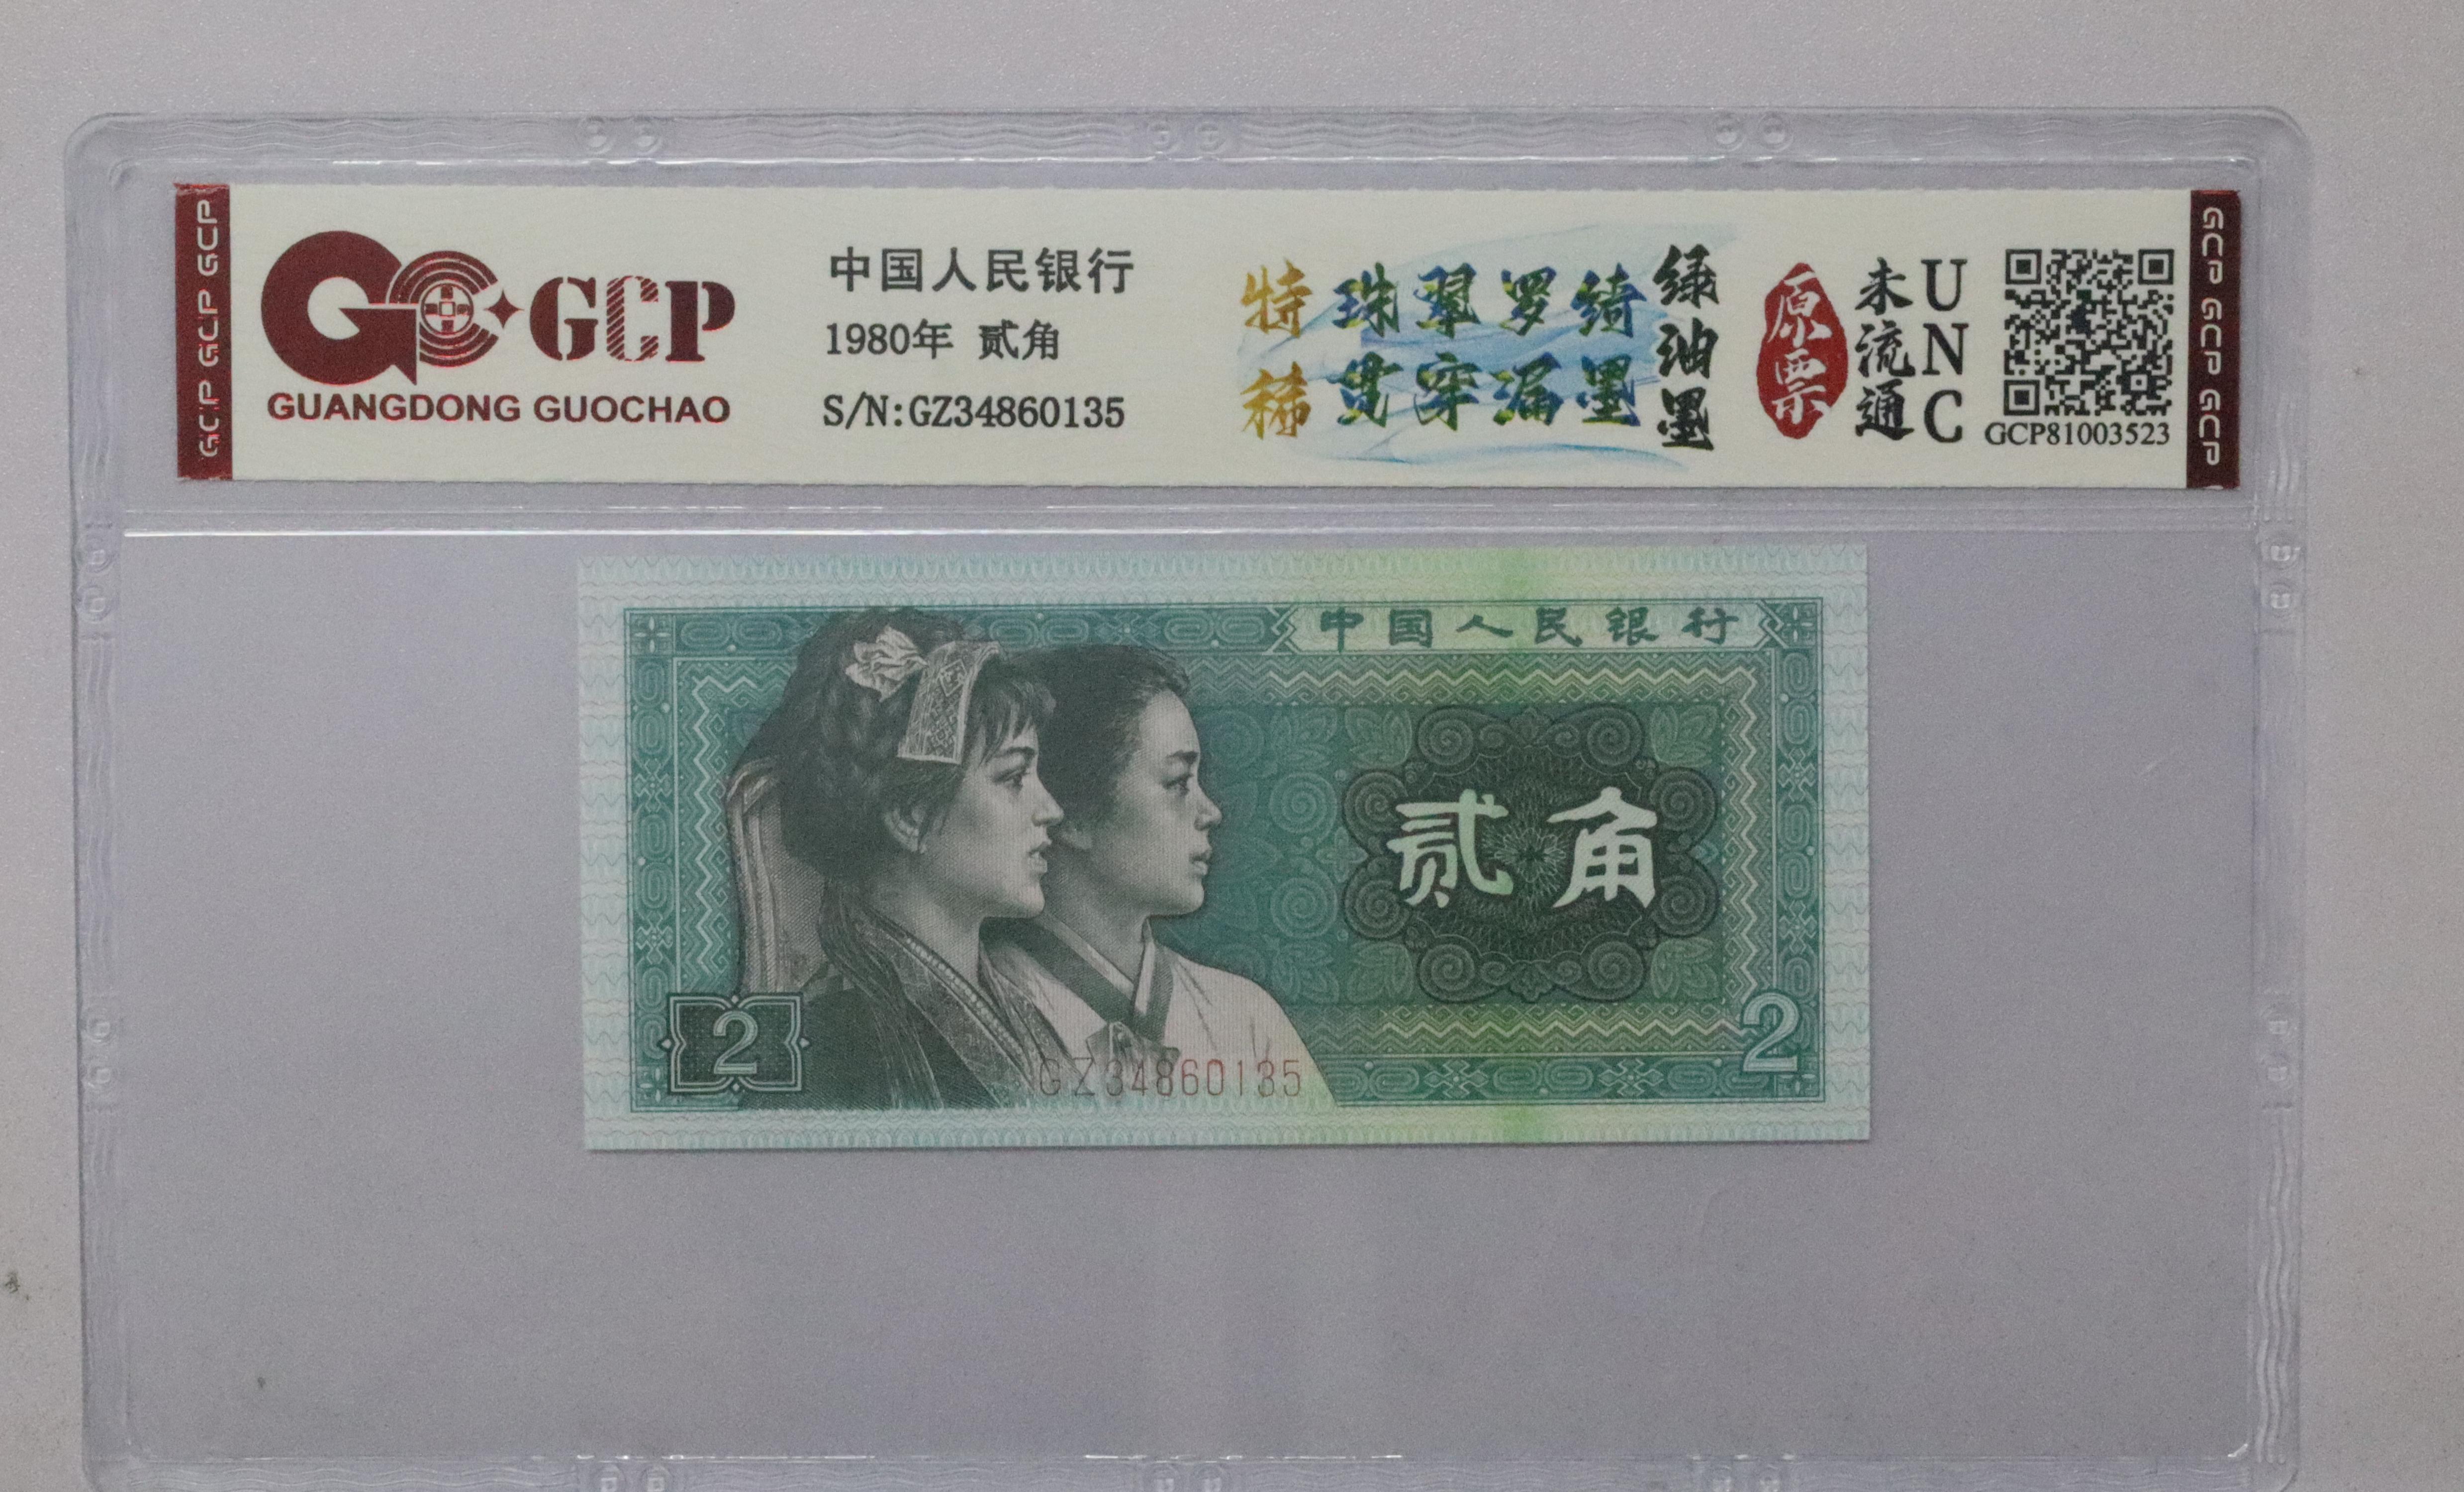 GCP GCP GCP
GCP
GUANGDONG GUOCHAO
中国人民银行
1980年 贰角
S/N:GZ34860135
特稀
珠翠罗绮
贯穿漏墨
绿油墨
原票
未流通
UNC
GCP81003523
GCP GCP GCP
中国人民银行
贰角
2
GZ34860135
2